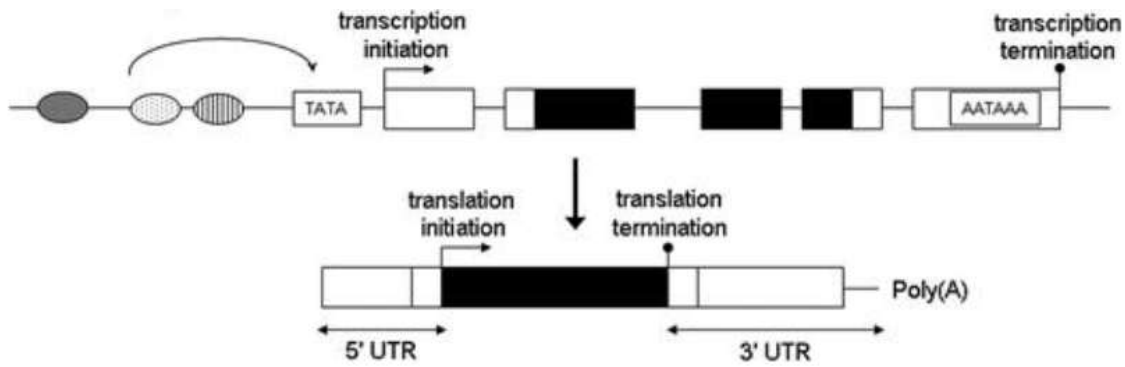 transcription
initiation
transcription
termination
TATA
AATAAA
translation
initiation
translation
termination
Poly(A)
5' UTR
3' UTR